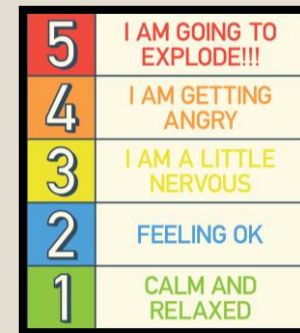 5
I AM GOING TO
EXPLODE!!!
4
I AM GETTING
ANGRY
3
I AM A LITTLE
NERVOUS
2
FEELING OK
1
CALM AND
RELAXED